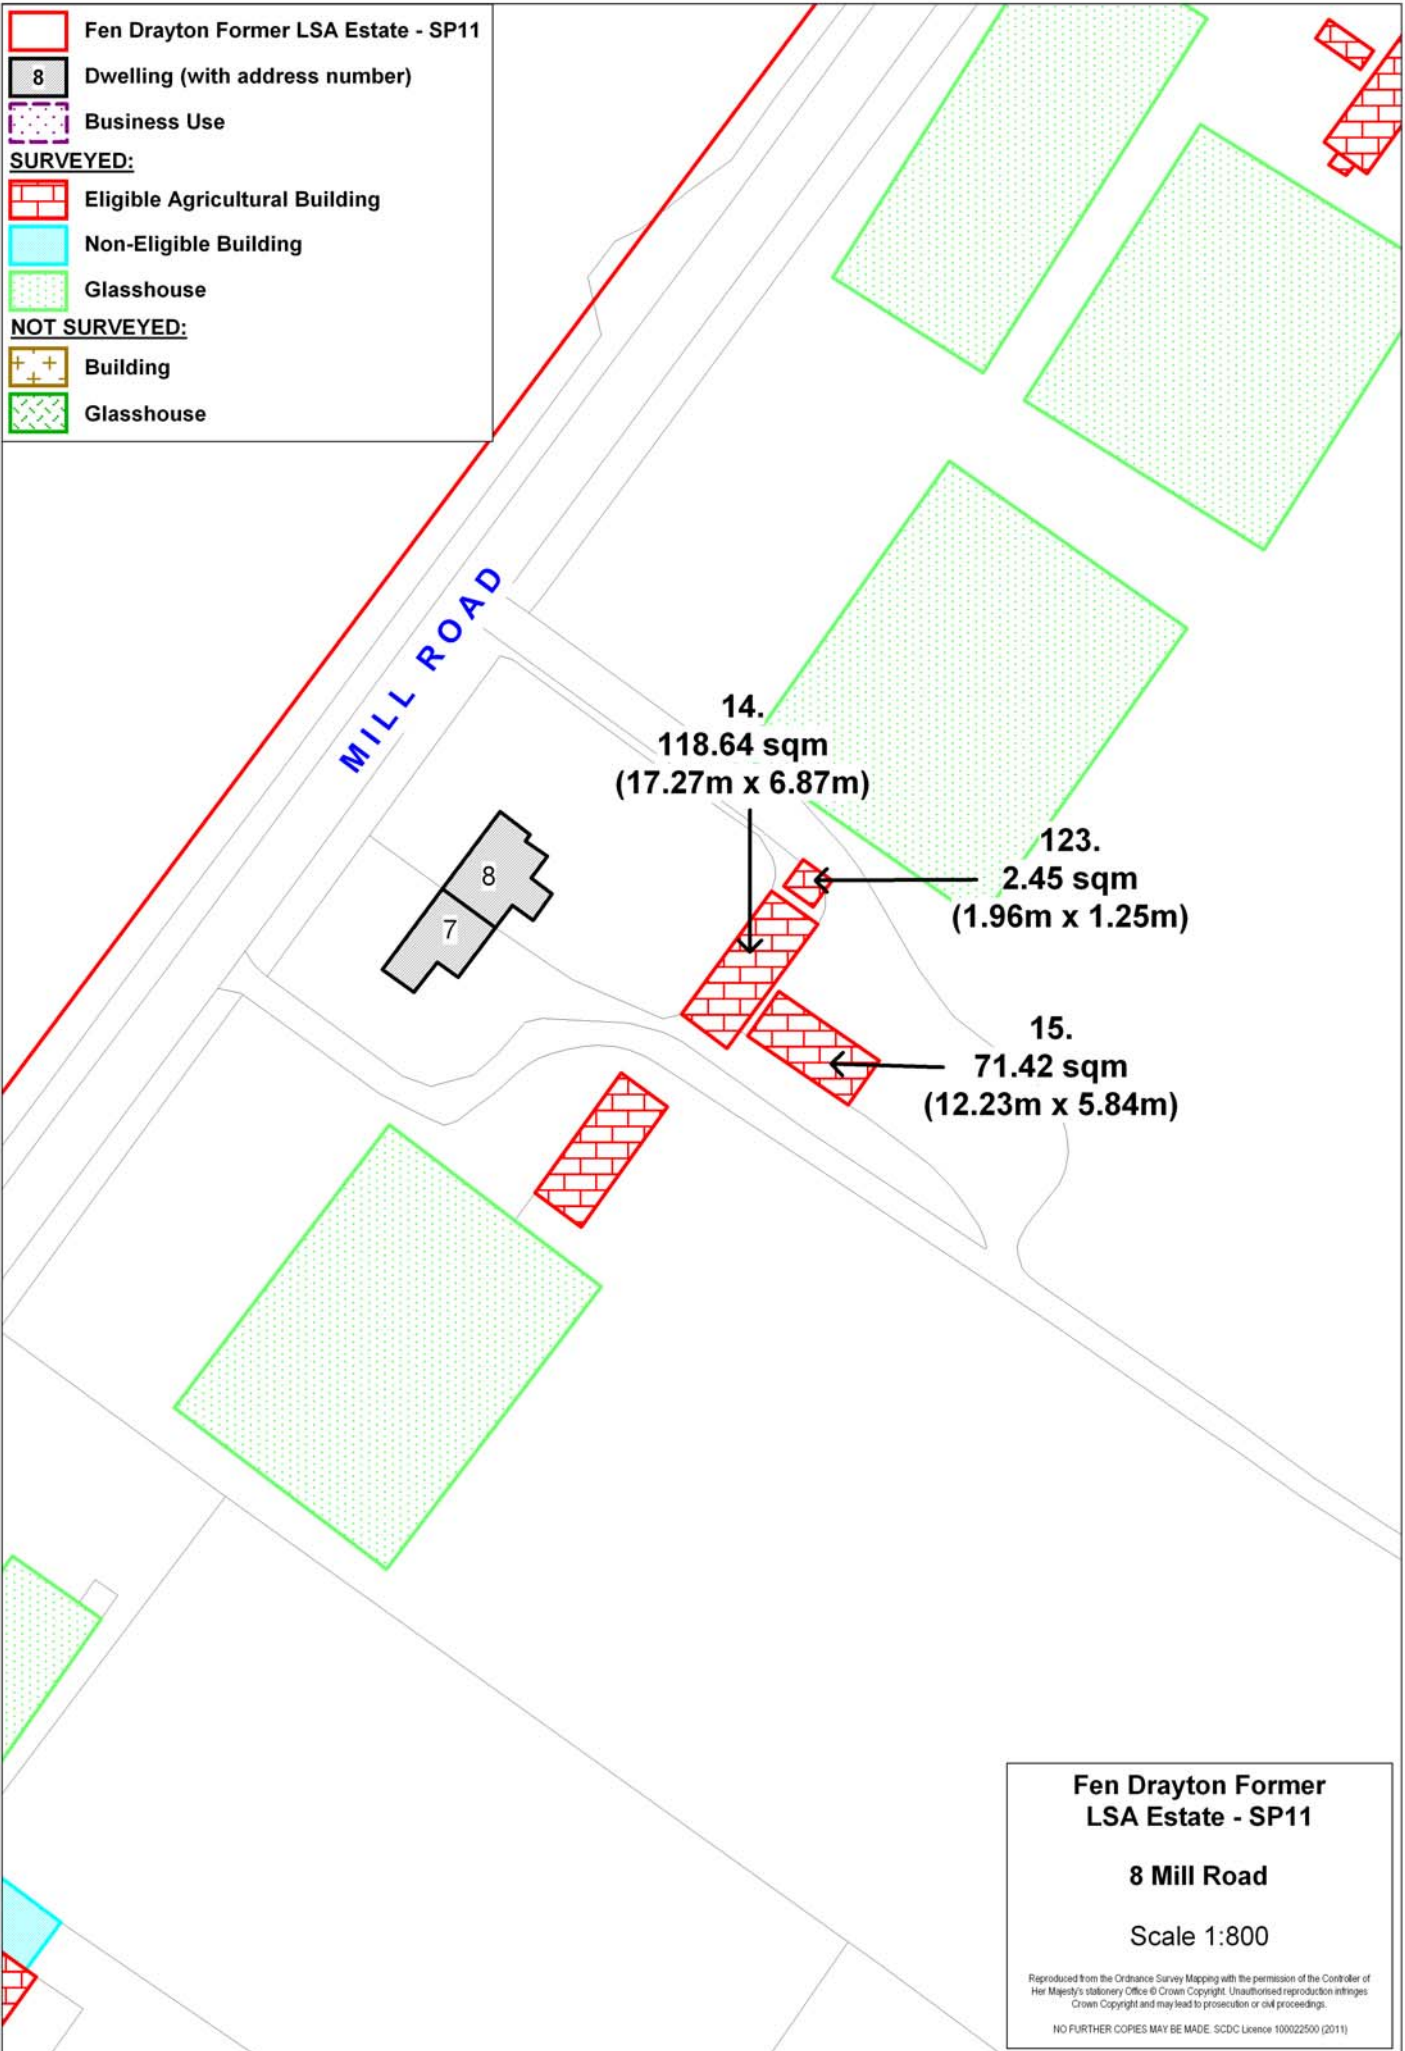 Fen Drayton Former LSA Estate - SP11
8 Dwelling (with address number)
Business Use
SURVEYED:
Eligible Agricultural Building
Non-Eligible Building
Glasshouse
NOT SURVEYED:
Building
Glasshouse
MILL ROAD
14.
118.64 sqm
(17.27m x 6.87m)
123.
2.45 sqm
(1.96m x 1.25m)
8
7
15.
71.42 sqm
(12.23m x 5.84m)
Fen Drayton Former
LSA Estate - SP11
8 Mill Road
Scale 1:800
Reproduced from the Ordnance Survey Mapping with the permission of the Controller of
Her Majesty's stationery Office © Crown Copyright. Unauthorised reproduction infringes
Crown Copyright and may lead to prosecution or civil proceedings.
NO FURTHER COPIES MAY BE MADE. SCDC Licence 100022500 (2011)